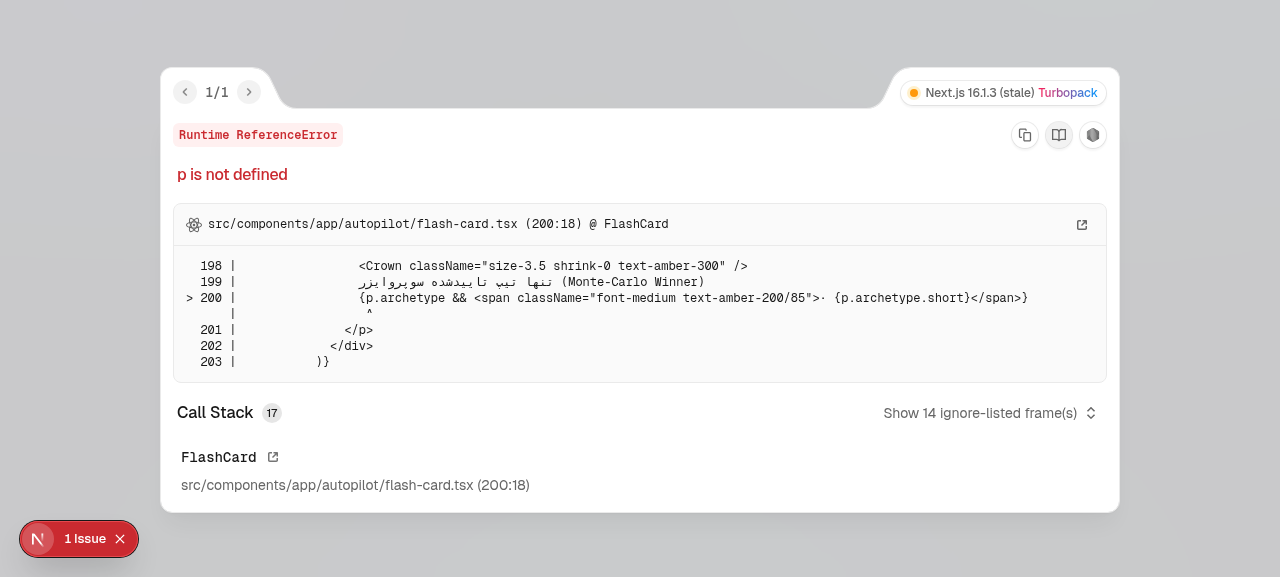 1/1
Next.js 16.1.3 (stale) Turbopack
Runtime ReferenceError
p is not defined
src/components/app/autopilot/flash-card.tsx (200:18) @ FlashCard
198 | <Crown className="size-3.5 shrink-0 text-amber-300" />
199 | تنها تیپ تاییدشده سوپروایزر (Monte-Carlo Winner)
> 200 | {p.archetype && <span className="font-medium text-amber-200/85">· {p.archetype.short}</span>}
| ^
201 | </p>
202 | </div>
203 | )}
Call Stack 17
Show 14 ignore-listed frame(s)
FlashCard
src/components/app/autopilot/flash-card.tsx (200:18)
N 1 Issue